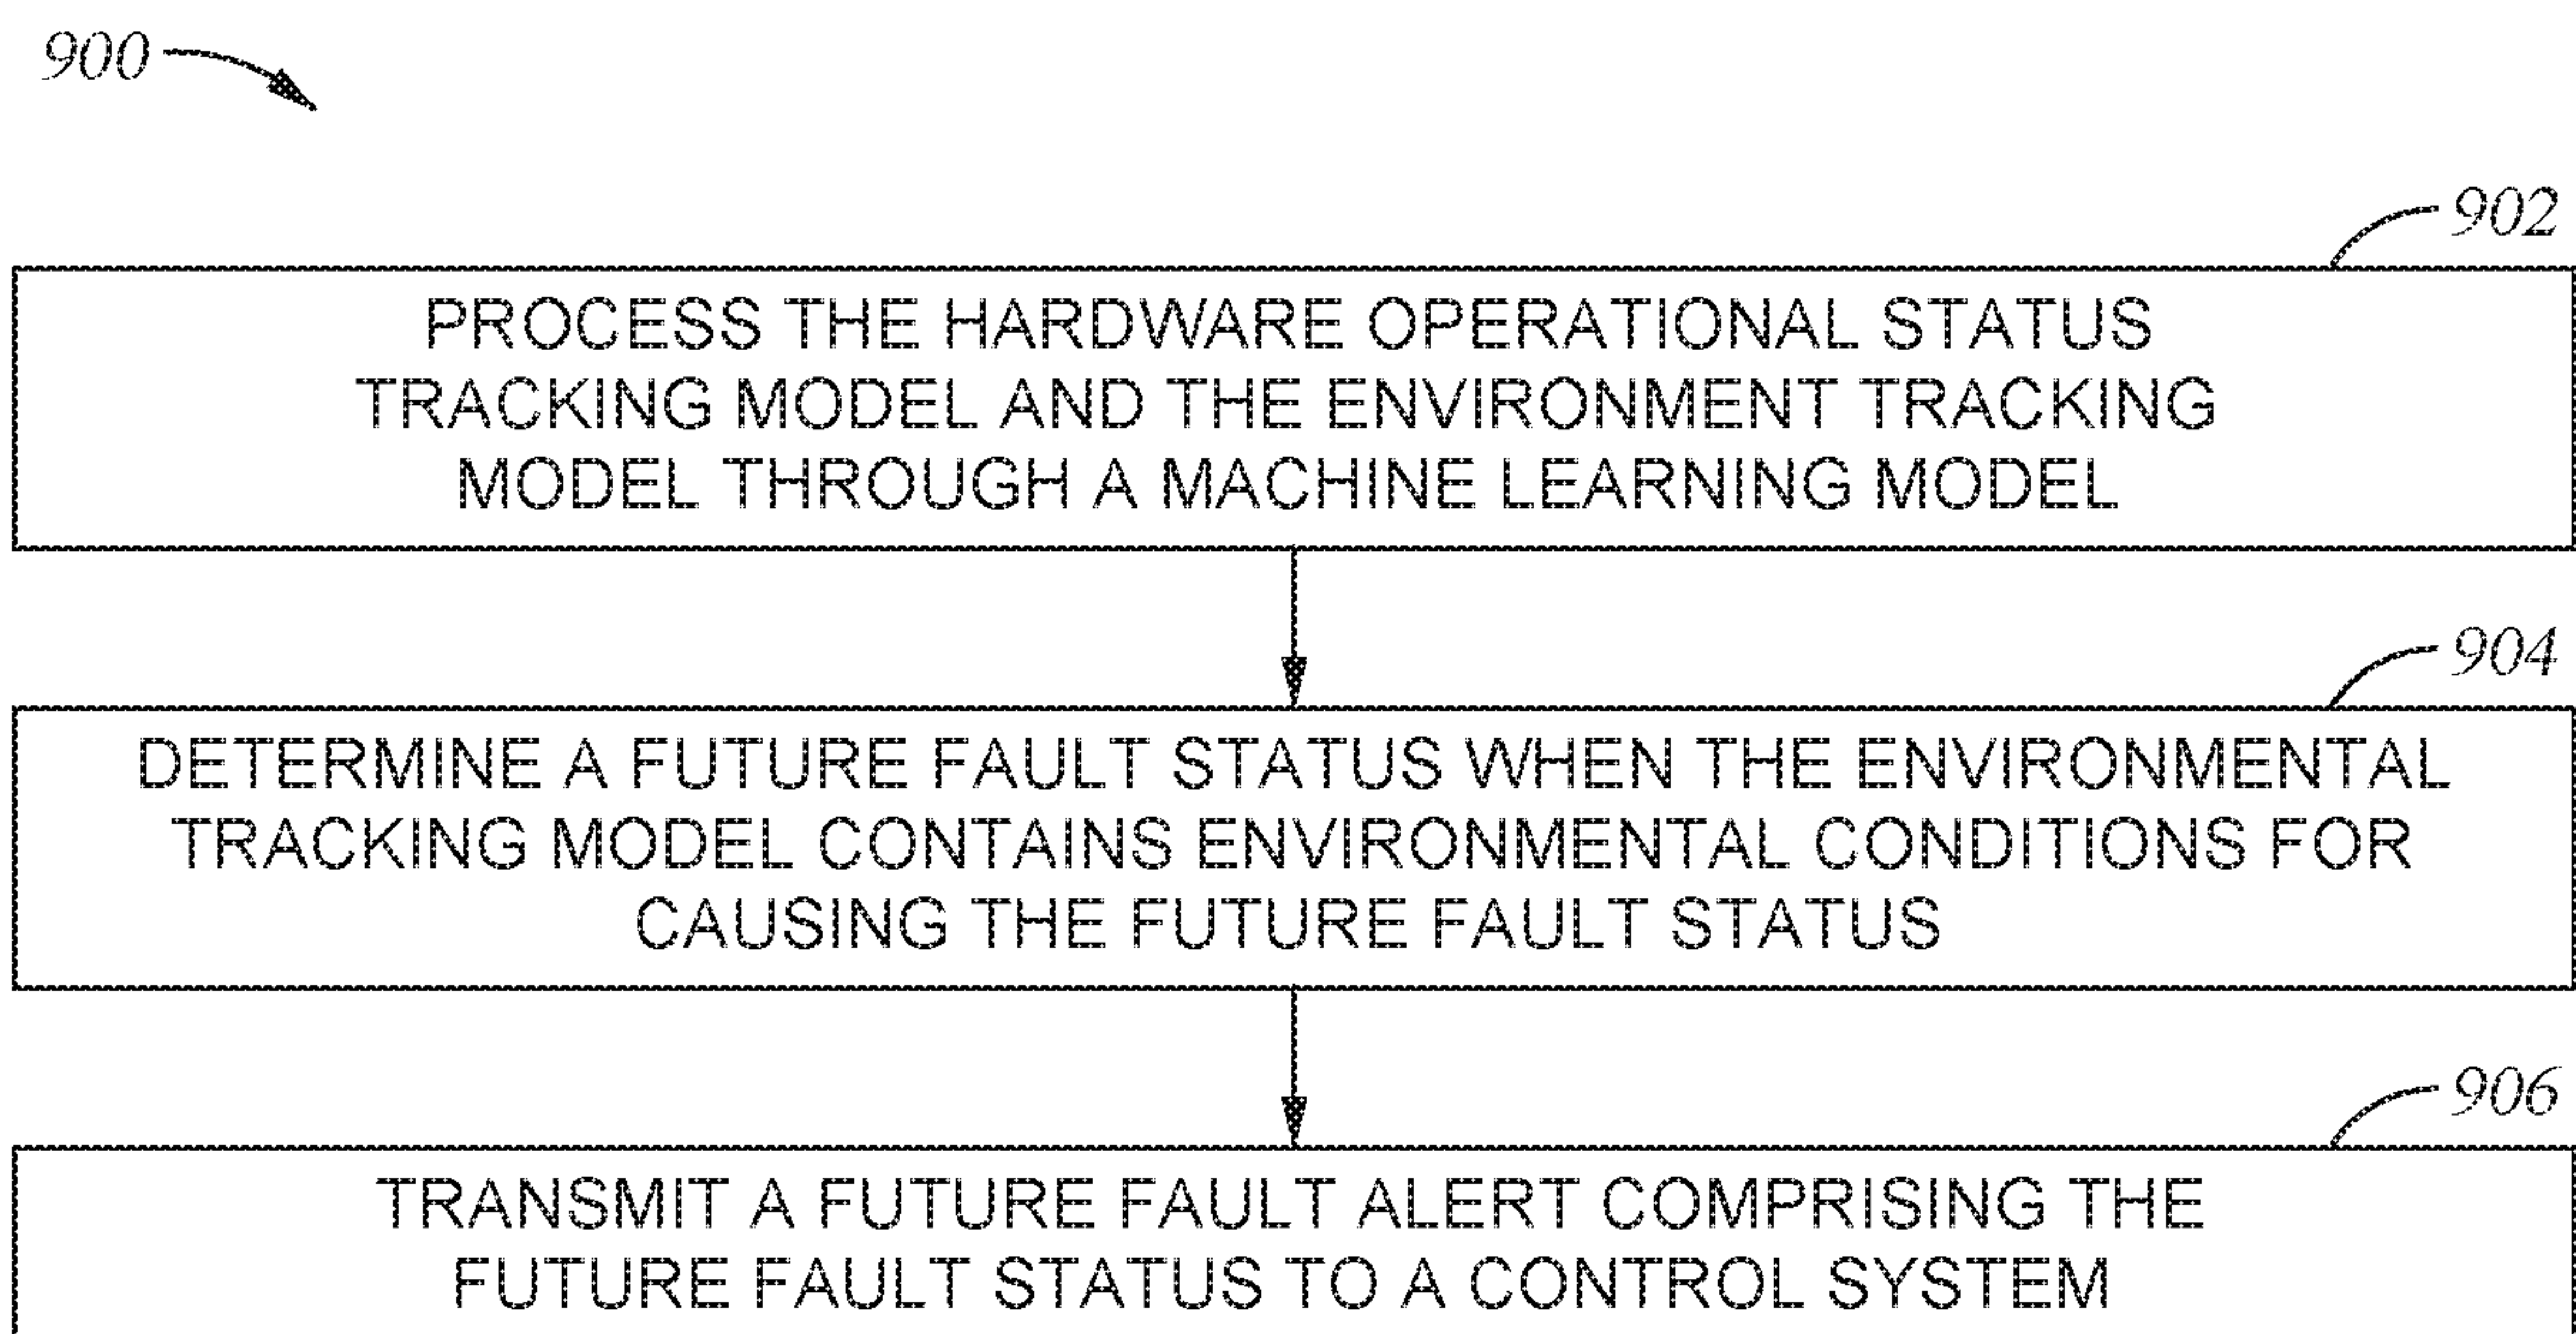 900
902
PROCESS THE HARDWARE OPERATIONAL STATUS
TRACKING MODEL AND THE ENVIRONMENT TRACKING
MODEL THROUGH A MACHINE LEARNING MODEL
904
DETERMINE A FUTURE FAULT STATUS WHEN THE ENVIRONMENTAL
TRACKING MODEL CONTAINS ENVIRONMENTAL CONDITIONS FOR
CAUSING THE FUTURE FAULT STATUS
906
TRANSMIT A FUTURE FAULT ALERT COMPRISING THE
FUTURE FAULT STATUS TO A CONTROL SYSTEM